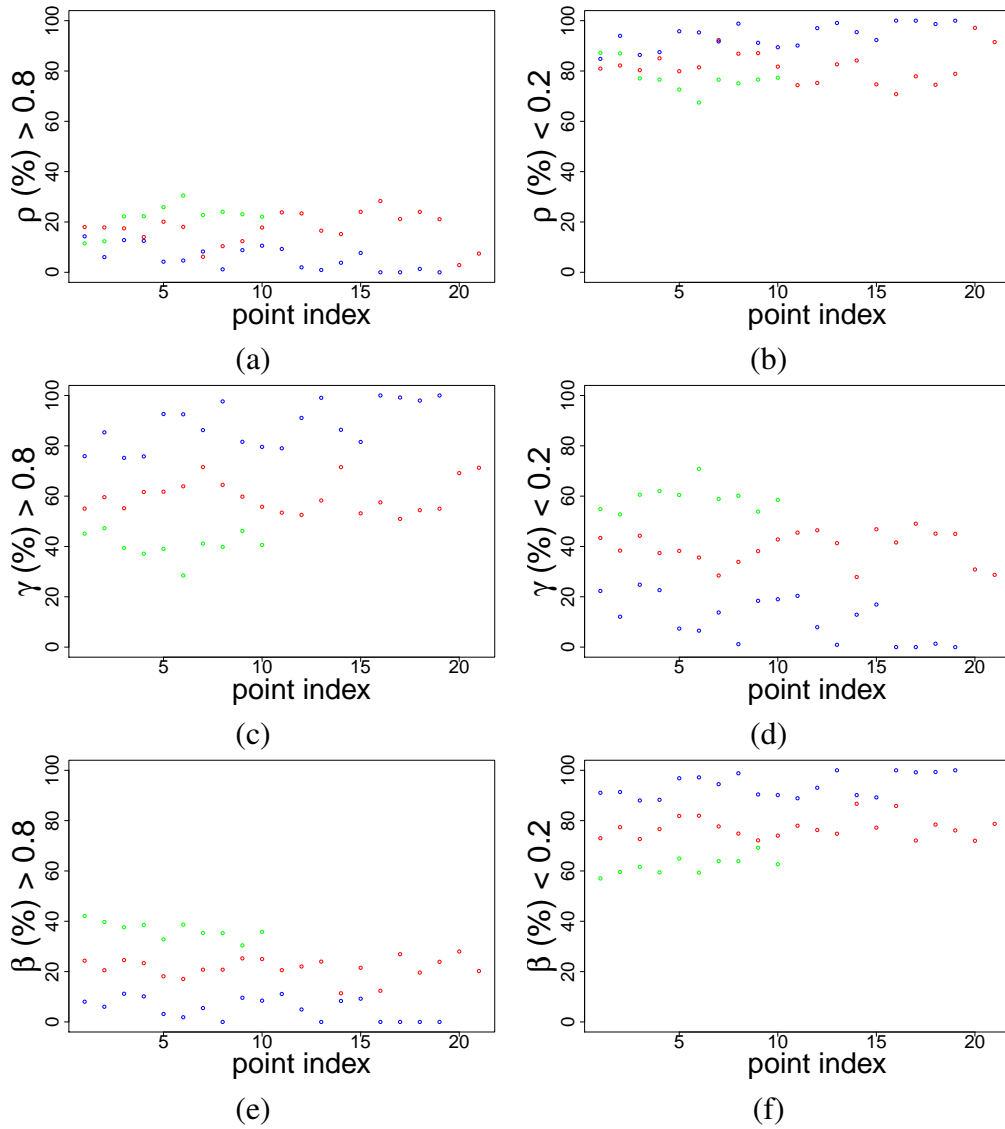 ρ (%) > 0.8
0 20 40 60 80 100
5 10 15 20
point index
(a)
ρ (%) < 0.2
0 20 40 60 80 100
5 10 15 20
point index
(b)
γ (%) > 0.8
0 20 40 60 80 100
5 10 15 20
point index
(c)
γ (%) < 0.2
0 20 40 60 80 100
5 10 15 20
point index
(d)
β (%) > 0.8
0 20 40 60 80 100
5 10 15 20
point index
(e)
β (%) < 0.2
0 20 40 60 80 100
5 10 15 20
point index
(f)